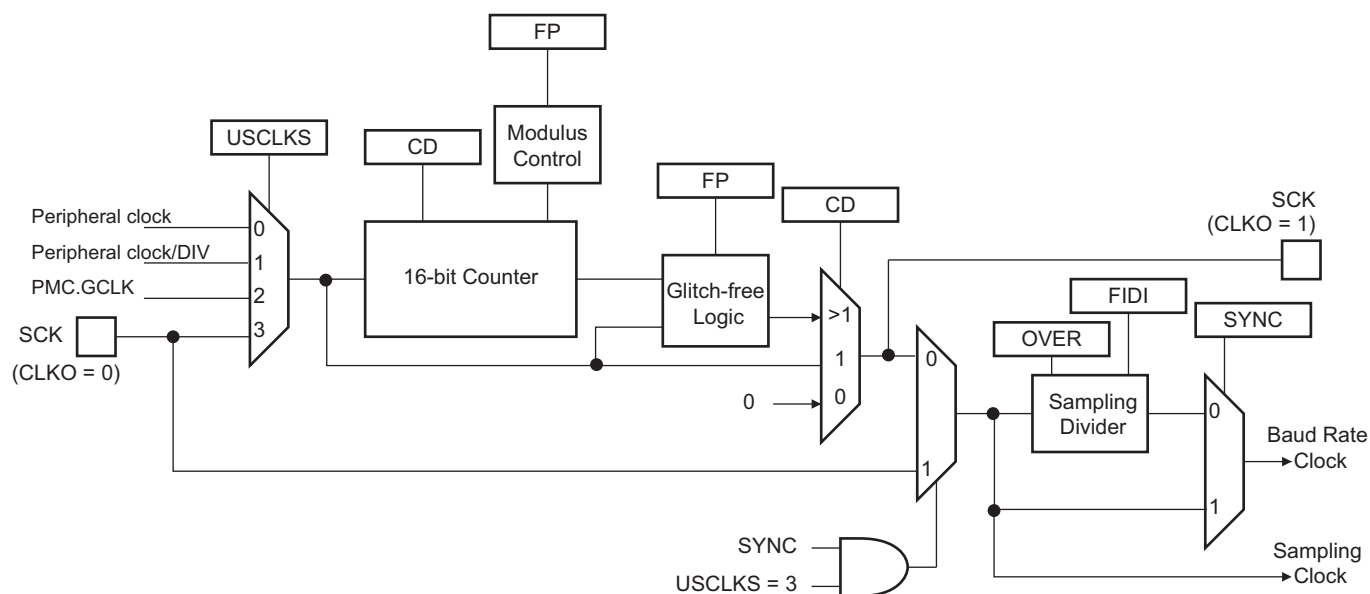 FP
USCLKS
CD
Modulus
Control
FP
CD
SCK
(CLKO = 1)
Peripheral clock
0
Peripheral clock/DIV
1
PMC.GCLK
2
3
SCK
(CLKO = 0)
16-bit Counter
Glitch-free
Logic
>1
1
0
0
FIDI
OVER
SYNC
0
1
Sampling
Divider
0
1
Baud Rate
Clock
SYNC
USCLKS = 3
Sampling
Clock